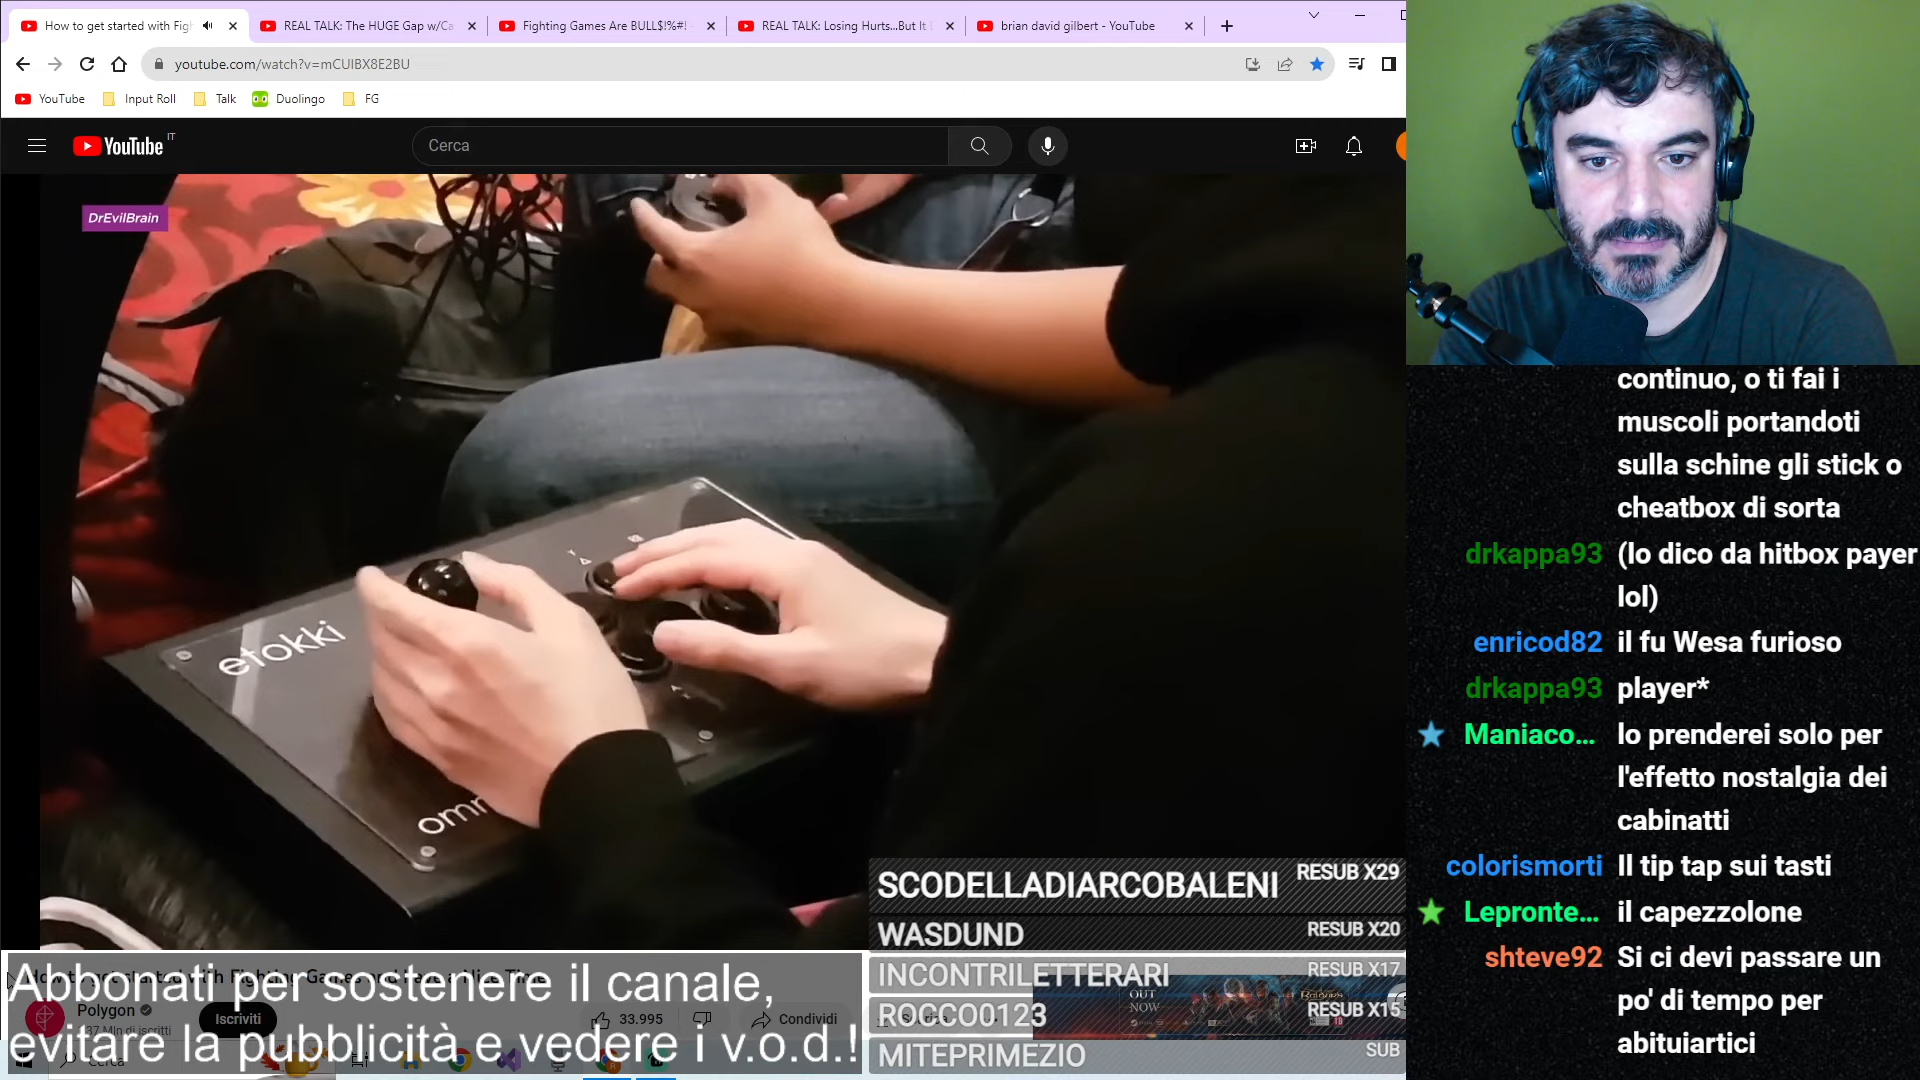 How to get started with Figh
REAL TALK: The HUGE Gap w/Ca
Fighting Games Are BULL$!%#!
REAL TALK: Losing Hurts...But It
brian david gilbert - YouTube
youtube.com/watch?v=mCUIBX8E2BU
YouTube
Input Roll
Talk
Duolingo
FG
YouTube IT
Cerca
DrEvilBrain
etokki
omn
continuo, o ti fai i
muscoli portandoti
sulla schine gli stick o
cheatbox di sorta
drkappa93 (lo dico da hitbox payer
lol)
enricod82 il fu Wesa furioso
drkappa93 player*
Maniaco... lo prenderei solo per
l'effetto nostalgia dei
cabinatti
colorismorti Il tip tap sui tasti
Lepronte... il capezzolone
shteve92 Si ci devi passare un
po' di tempo per
abituiartici
SCODELLADIARCOBALENI RESUB X29
WASDUND RESUB X20
INCONTRILETTERARI RESUB X17
ROCCO0123 RESUB X15
MITEPRIMEZIO SUB
OUT
NOW
Abbonati per sostenere il canale,
evitare la pubblicità e vedere i v.o.d.!
Polygon
Iscriviti
33.995
Condividi
Cerca